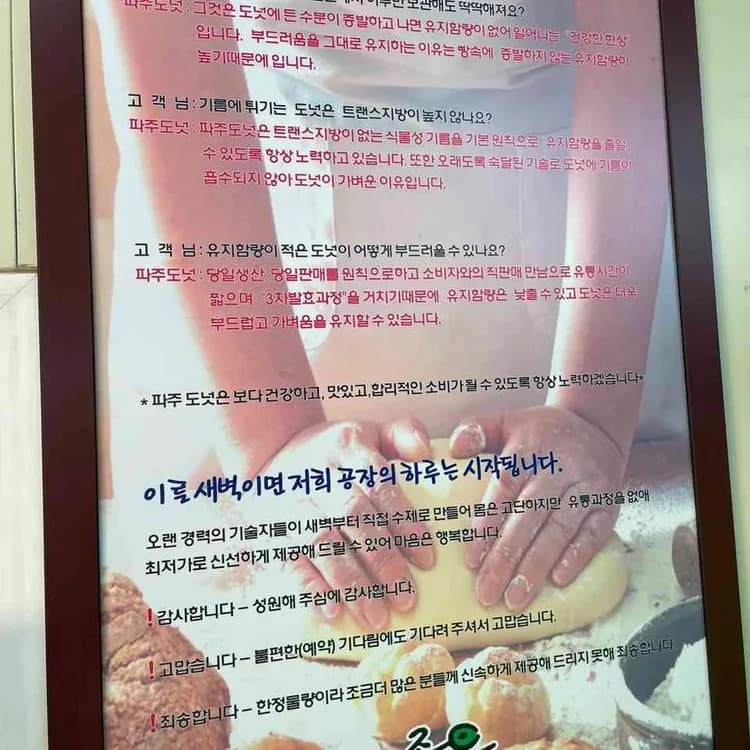 보관해도 딱딱해져요?
파주도넛 : 그것은 도넛에 든 수분이 증발하고 나면 유지함량이 없어 일어나는 "건강한 현상"
입니다. 부드러움을 그대로 유지하는 이유는 빵속에 증발하지 않는 유지함량이
높기때문에 입니다.
고 객 님 : 기름에 튀기는 도넛은 트랜스지방이 높지 않나요?
파주도넛 : 파주도넛은 트랜스지방이 없는 식물성 기름을 기본 원칙으로 유지함량을 줄일
수 있도록 항상 노력하고 있습니다. 또한 오래도록 숙달된 기술로 도넛에 기름이
흡수되지 않아 도넛이 가벼운 이유입니다.
고 객 님 : 유지함량이 적은 도넛이 어떻게 부드러울 수 있나요?
파주도넛 : 당일생산, 당일판매를 원칙으로하고 소비자와의 직판매 만남으로 유통시간이
짧으며 "3차발효과정"을 거치기때문에 유지함량은 낮출 수 있고 도넛은 더욱
부드럽고 가벼움을 유지할 수 있습니다.
* 파주 도넛은 보다 건강하고, 맛있고, 합리적인 소비가 될 수 있도록 항상 노력하겠습니다*
이를 새벽이면 저희 공장의 하루는 시작됩니다.
오랜 경력의 기술자들이 새벽부터 직접 수제로 만들어 몸은 고단하지만 유통과정을 없애
최저가로 신선하게 제공해 드릴 수 있어 마음은 행복합니다.
! 감사합니다 – 성원해 주심에 감사합니다.
! 고맙습니다 – 불편한(예약) 기다림에도 기다려 주셔서 고맙습니다.
! 죄송합니다 – 한정물량이라 조금더 많은 분들께 신속하게 제공해 드리지 못해 죄송합니다